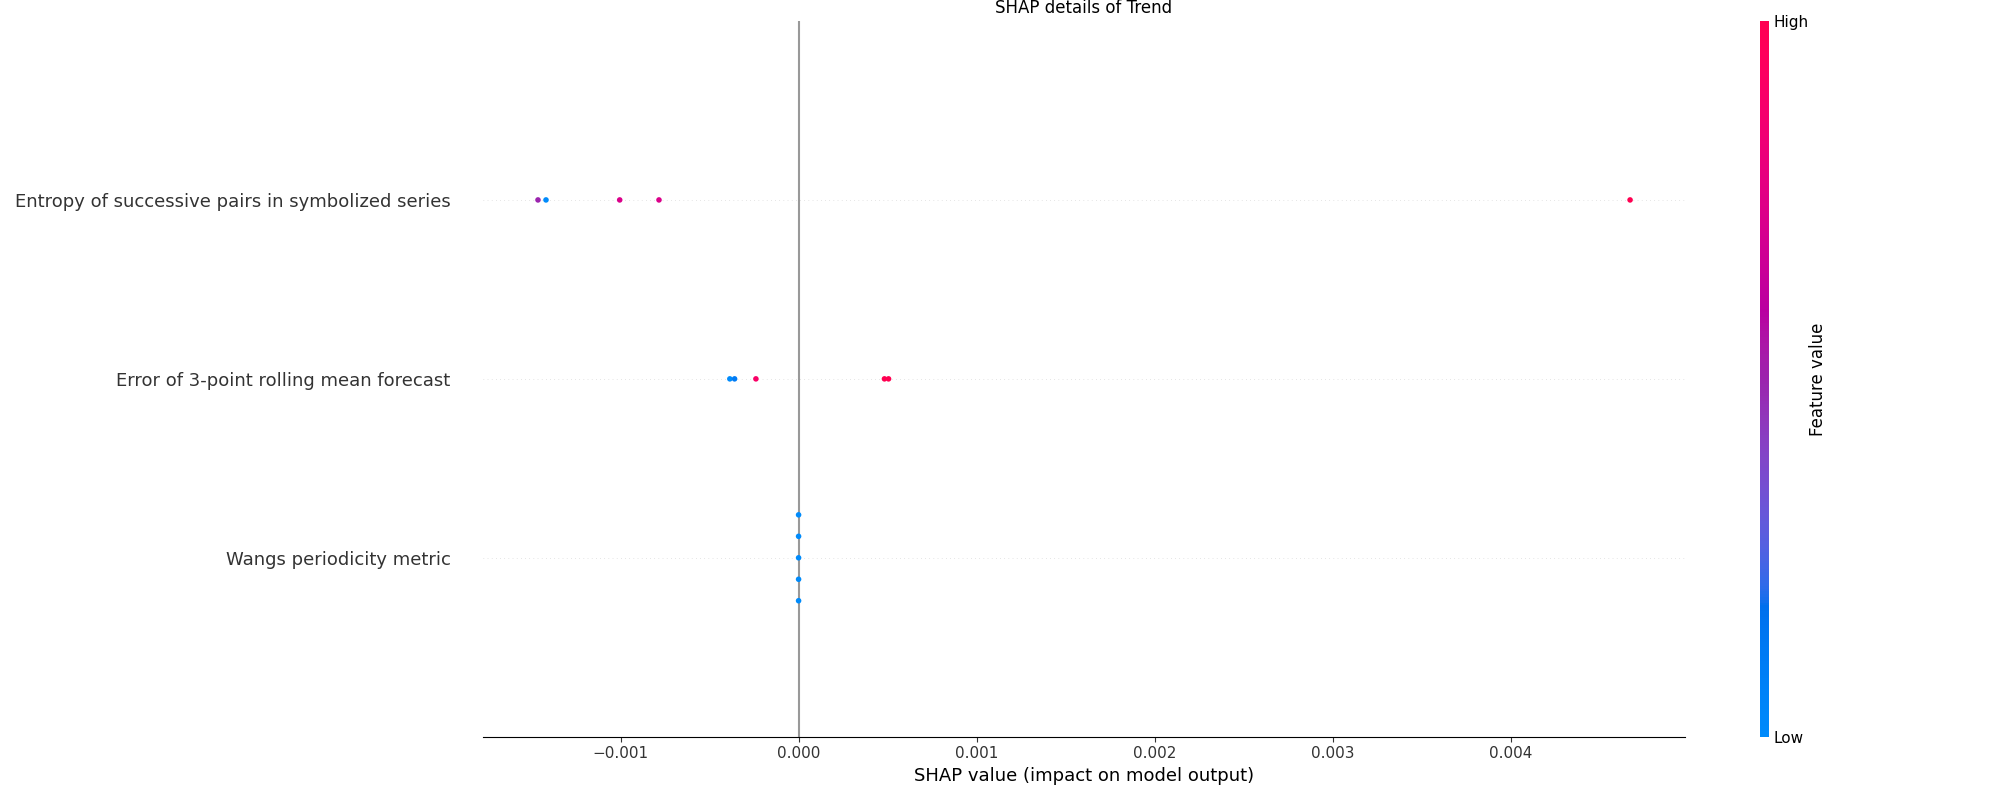 SHAP details of Trend
High
Entropy of successive pairs in symbolized series
Error of 3-point rolling mean forecast
Feature value
Wangs periodicity metric
Low
−0.001 0.000 0.001 0.002 0.003 0.004
SHAP value (impact on model output)